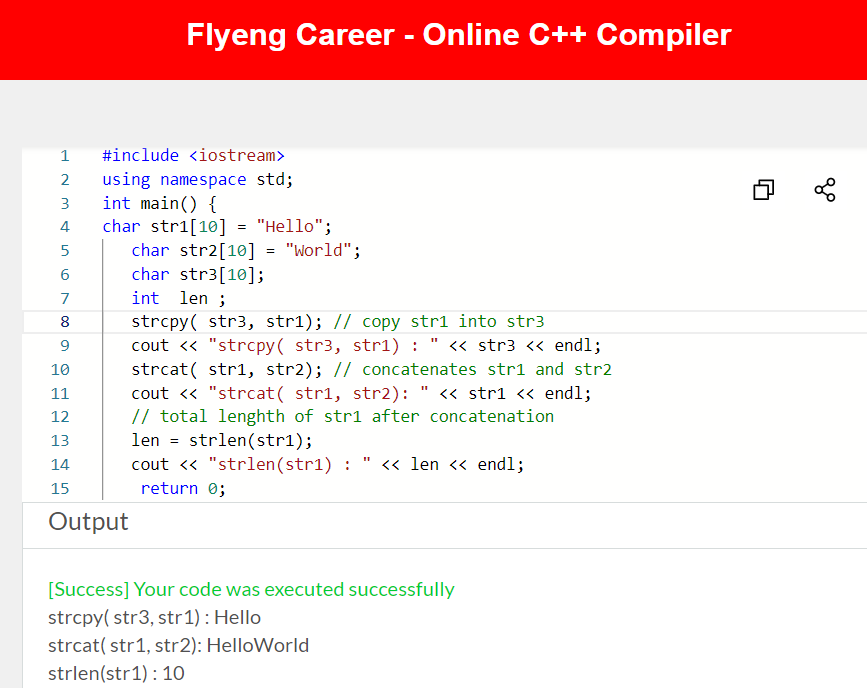 Flyeng Career - Online C++ Compiler
1 #include <iostream>
2 using namespace std;
3 int main() {
4 char str1[10] = "Hello";
5 char str2[10] = "World";
6 char str3[10];
7 int  len ;
8 strcpy( str3, str1); // copy str1 into str3
9 cout << "strcpy( str3, str1) : " << str3 << endl;
10 strcat( str1, str2); // concatenates str1 and str2
11 cout << "strcat( str1, str2): " << str1 << endl;
12 // total lenghth of str1 after concatenation
13 len = strlen(str1);
14 cout << "strlen(str1) : " << len << endl;
15 return 0;
Output
[Success] Your code was executed successfully
strcpy( str3, str1) : Hello
strcat( str1, str2): HelloWorld
strlen(str1) : 10